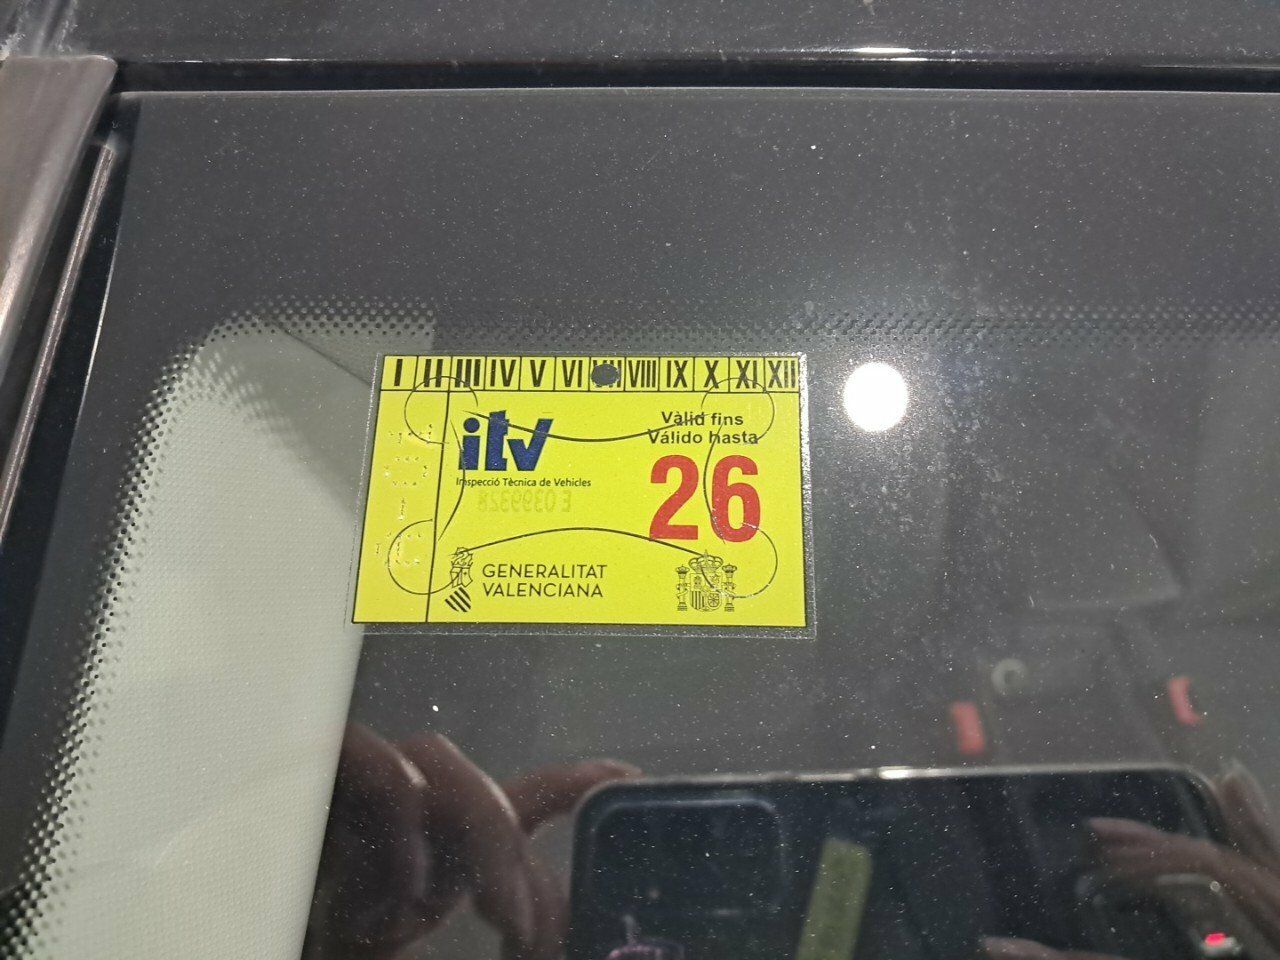 I II III IV V VI VIII IX X XI XII
itv
Vàlid fins
Válido hasta
26
Inspecció Tècnica de Vehicles
GENERALITAT
VALENCIANA